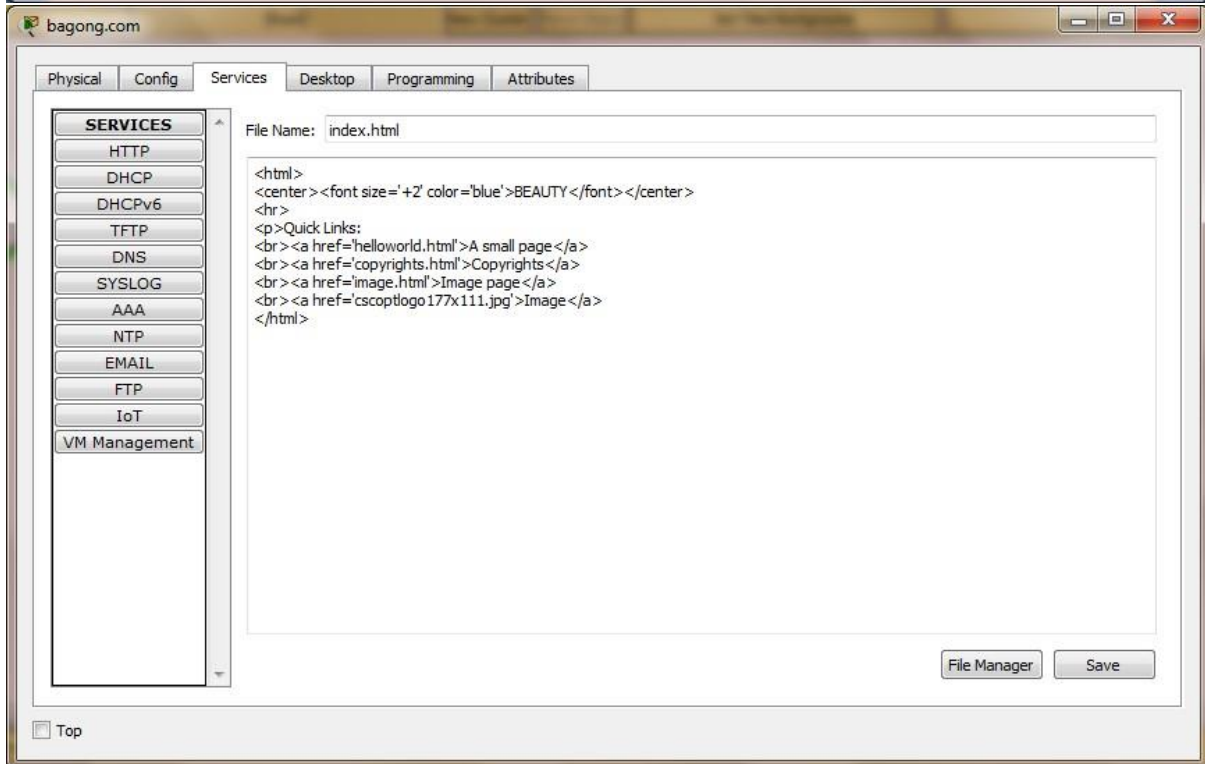 bagong.com
Physical Config Services Desktop Programming Attributes
SERVICES
HTTP
DHCP
DHCPv6
TFTP
DNS
SYSLOG
AAA
NTP
EMAIL
FTP
IoT
VM Management
File Name: index.html
<html>
<center><font size='+2' color='blue'>BEAUTY</font></center>
<hr>
<p>Quick Links:
<br><a href='helloworld.html'>A small page</a>
<br><a href='copyrights.html'>Copyrights</a>
<br><a href='image.html'>Image page</a>
<br><a href='cscoptlogo177x111.jpg'>Image</a>
</html>
File Manager Save
Top